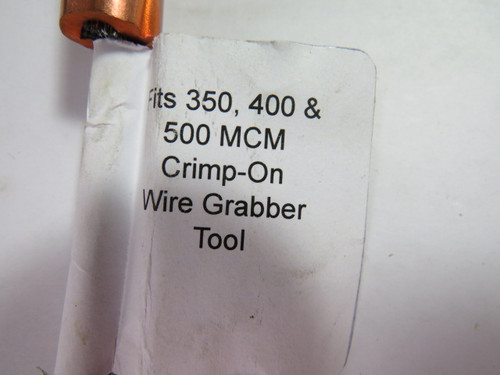 Fits 350, 400 &
500 MCM
Crimp-On
Wire Grabber
Tool